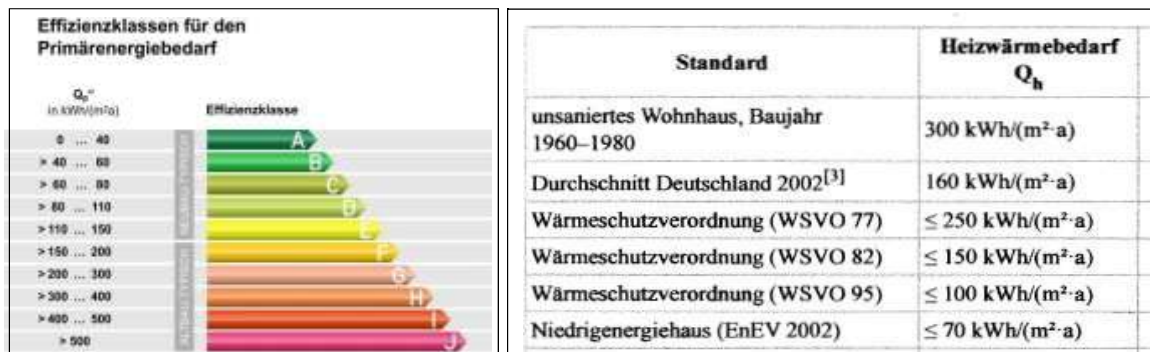 Effizienzklassen für den
Primärenergiebedarf
in kWh/(m²a)
Effizienzklasse
0 ... 40
A
> 40 ... 60
B
> 60 ... 80
C
> 80 ... 110
D
> 110 ... 150
E
> 150 ... 200
F
> 200 ... 300
G
> 300 ... 400
H
> 400 ... 500
I
> 500
J
Standard
Heizwärmebedarf
Qh
unsaniertes Wohnhaus, Baujahr
1960–1980
300 kWh/(m²·a)
Durchschnitt Deutschland 2002[3]
160 kWh/(m²·a)
Wärmeschutzverordnung (WSVO 77)
≤ 250 kWh/(m²·a)
Wärmeschutzverordnung (WSVO 82)
≤ 150 kWh/(m²·a)
Wärmeschutzverordnung (WSVO 95)
≤ 100 kWh/(m²·a)
Niedrigenergiehaus (EnEV 2002)
≤ 70 kWh/(m²·a)